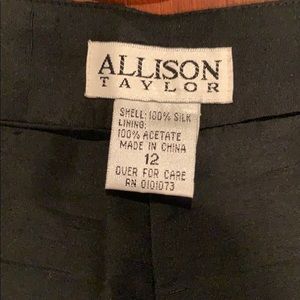 ALLISON
TAYLOR
SHELL: 100% SILK
LINING:
100% ACETATE
MADE IN CHINA
12
OVER FOR CARE
RN 0101073